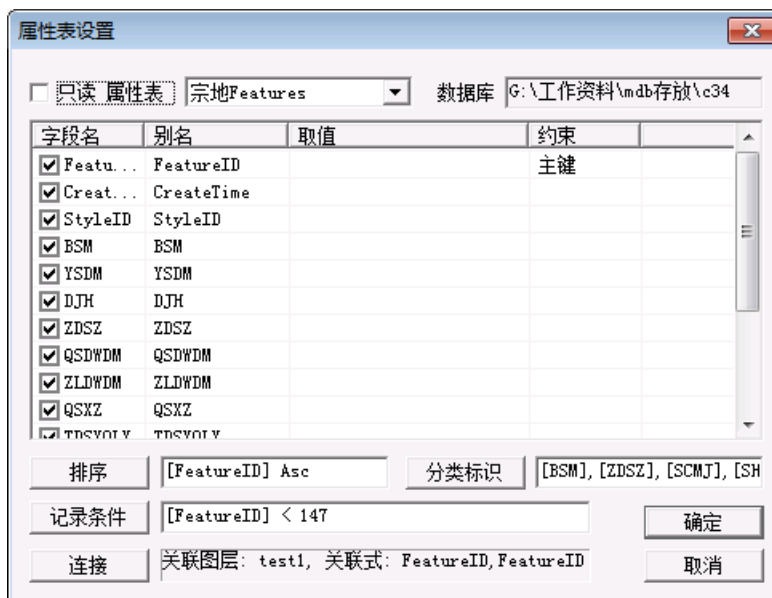 属性表设置
只读 属性表 宗地Features 数据库 G:\工作资料\mdb存放\c34
字段名 别名 取值 约束
Featu... FeatureID 主键
Creat... CreateTime
StyleID StyleID
BSM BSM
YSDM YSDM
DJH DJH
ZDSZ ZDSZ
QSDWDM QSDWDM
ZLDWDM ZLDWDM
QSXZ QSXZ
排序 [FeatureID] Asc 分类标识 [BSM], [ZDSZ], [SCMJ], [SH
记录条件 [FeatureID] < 147 确定
连接 关联图层: test1, 关联式: FeatureID,FeatureID 取消